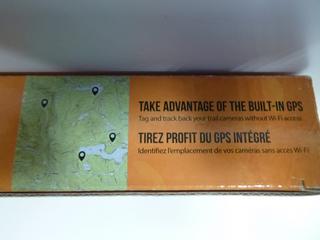 TAKE ADVANTAGE OF THE BUILT-IN GPS
Tag and track back your trail cameras without Wi-Fi access
TIREZ PROFIT DU GPS INTÉGRÉ
Identifiez l'emplacement de vos caméras sans accès Wi-Fi